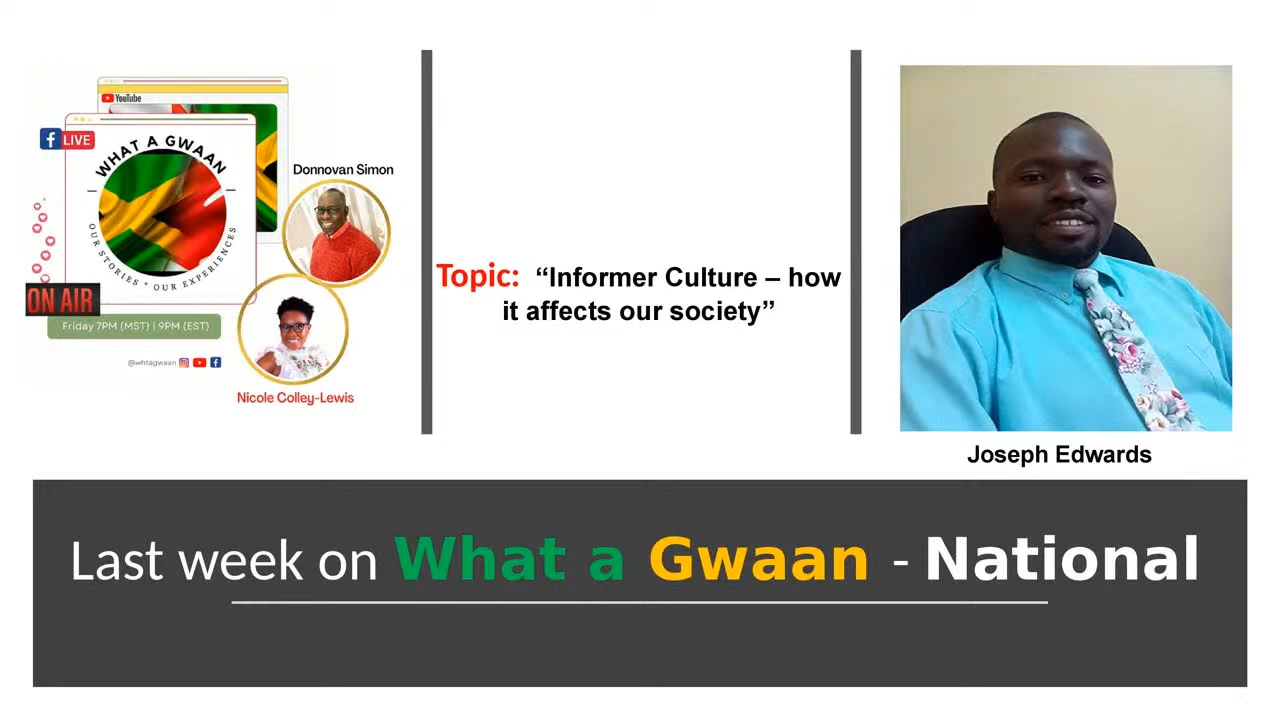 YouTube
LIVE
WHAT A GWAAN
OUR STORIES * OUR EXPERIENCES
ON AIR
Friday 7PM (MST) | 9PM (EST)
@whtagwaan
Donnovan Simon
Nicole Colley-Lewis
Topic: “Informer Culture – how
it affects our society”
Joseph Edwards
Last week on What a Gwaan - National